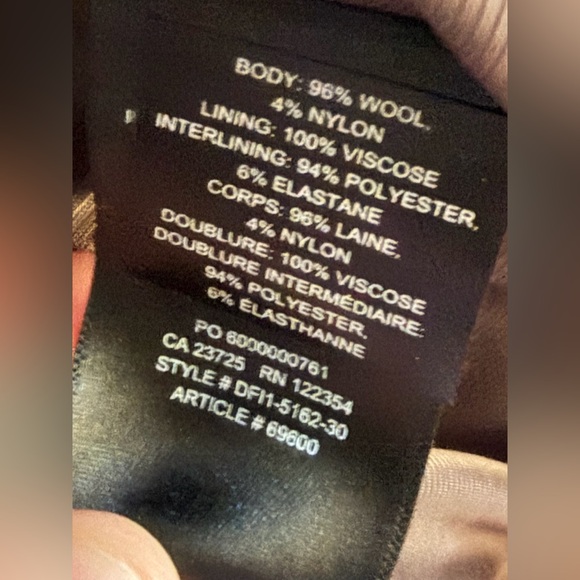 BODY: 96% WOOL,
4% NYLON
LINING: 100% VISCOSE
INTERLINING: 94% POLYESTER,
6% ELASTANE
CORPS: 96% LAINE,
4% NYLON
DOUBLURE: 100% VISCOSE
DOUBLURE INTERMÉDIAIRE:
94% POLYESTER,
6% ÉLASTHANNE
PO 6000000761
CA 23725 RN 122354
STYLE # DFI1-5162-30
ARTICLE # 69600